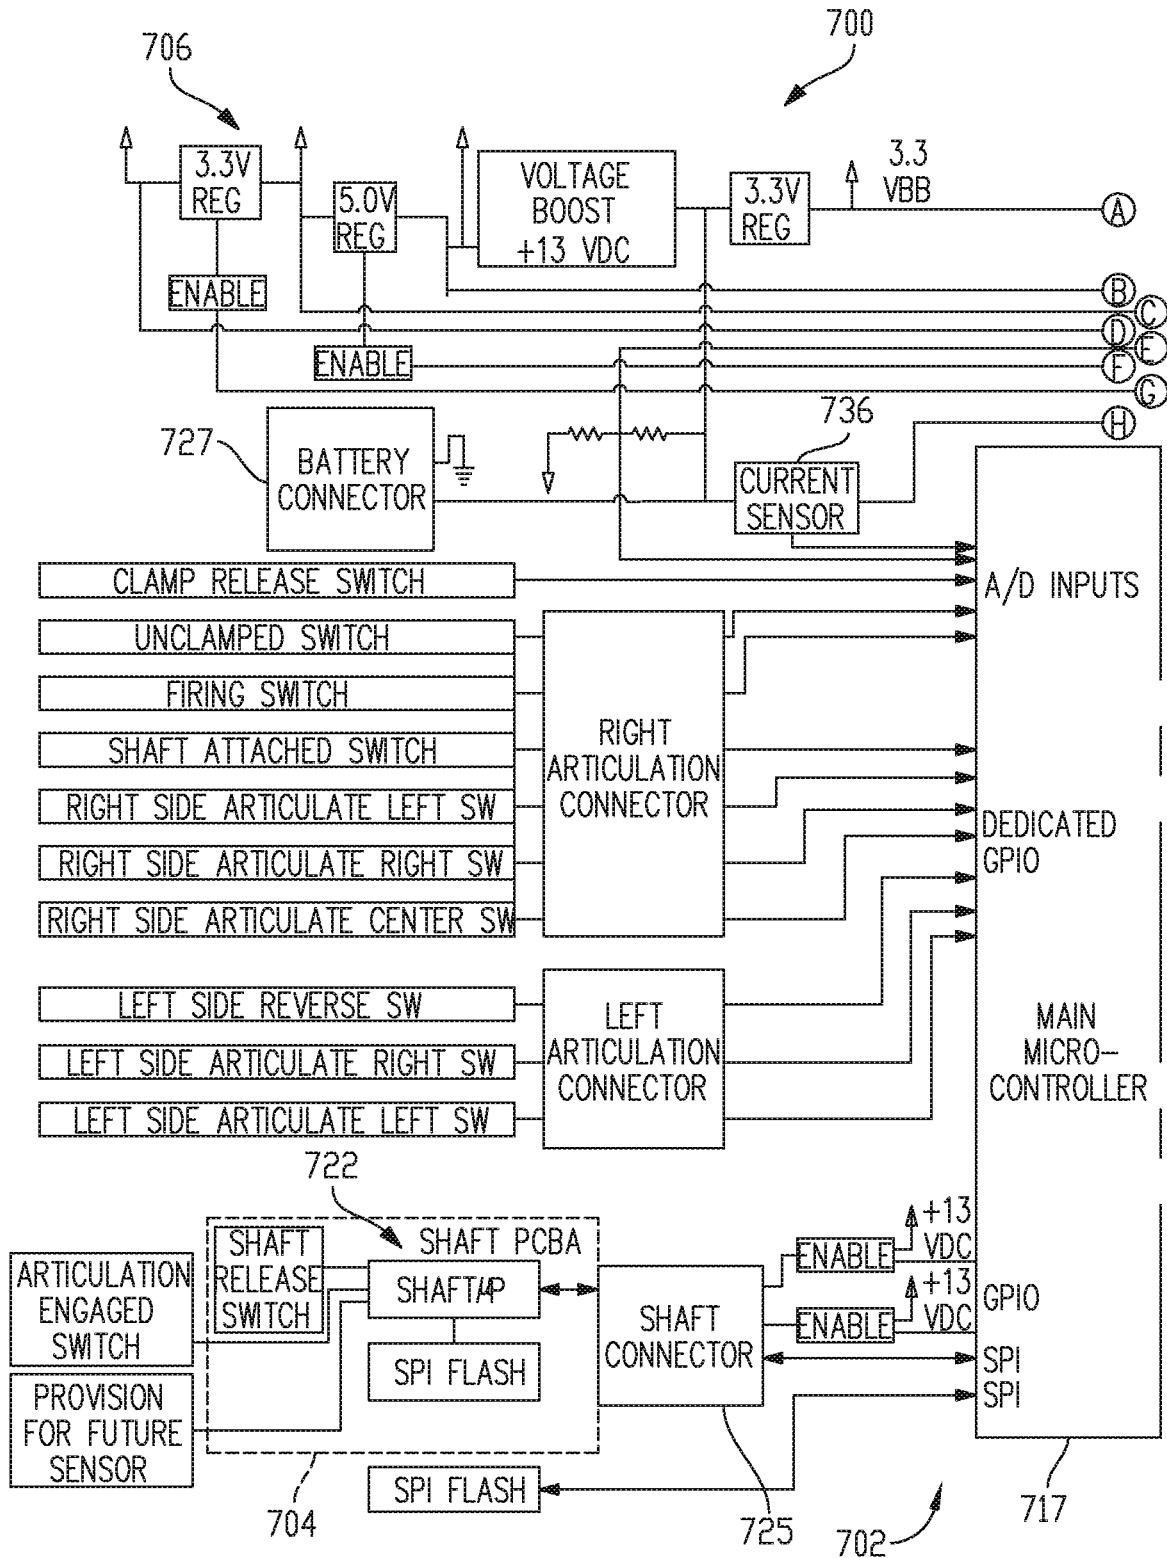 700
706
3.3V
REG
5.0V
REG
VOLTAGE
BOOST
+13 VDC
3.3V
REG
3.3
VBB
A
ENABLE
B
C
D
E
ENABLE
F
G
736
H
727
BATTERY
CONNECTOR
CURRENT
SENSOR
CLAMP RELEASE SWITCH
A/D INPUTS
UNCLAMPED SWITCH
FIRING SWITCH
SHAFT ATTACHED SWITCH
RIGHT SIDE ARTICULATE LEFT SW
RIGHT SIDE ARTICULATE RIGHT SW
RIGHT SIDE ARTICULATE CENTER SW
RIGHT
ARTICULATION
CONNECTOR
DEDICATED
GPIO
LEFT SIDE REVERSE SW
LEFT SIDE ARTICULATE RIGHT SW
LEFT SIDE ARTICULATE LEFT SW
LEFT
ARTICULATION
CONNECTOR
MAIN
MICRO-
CONTROLLER
722
SHAFT
RELEASE
SWITCH
SHAFT PCBA
ARTICULATION
ENGAGED
SWITCH
SHAFT µP
SPI FLASH
SHAFT
CONNECTOR
ENABLE
+13
VDC
ENABLE
+13
VDC
GPIO
SPI
SPI
PROVISION
FOR FUTURE
SENSOR
SPI FLASH
704
725
702
717